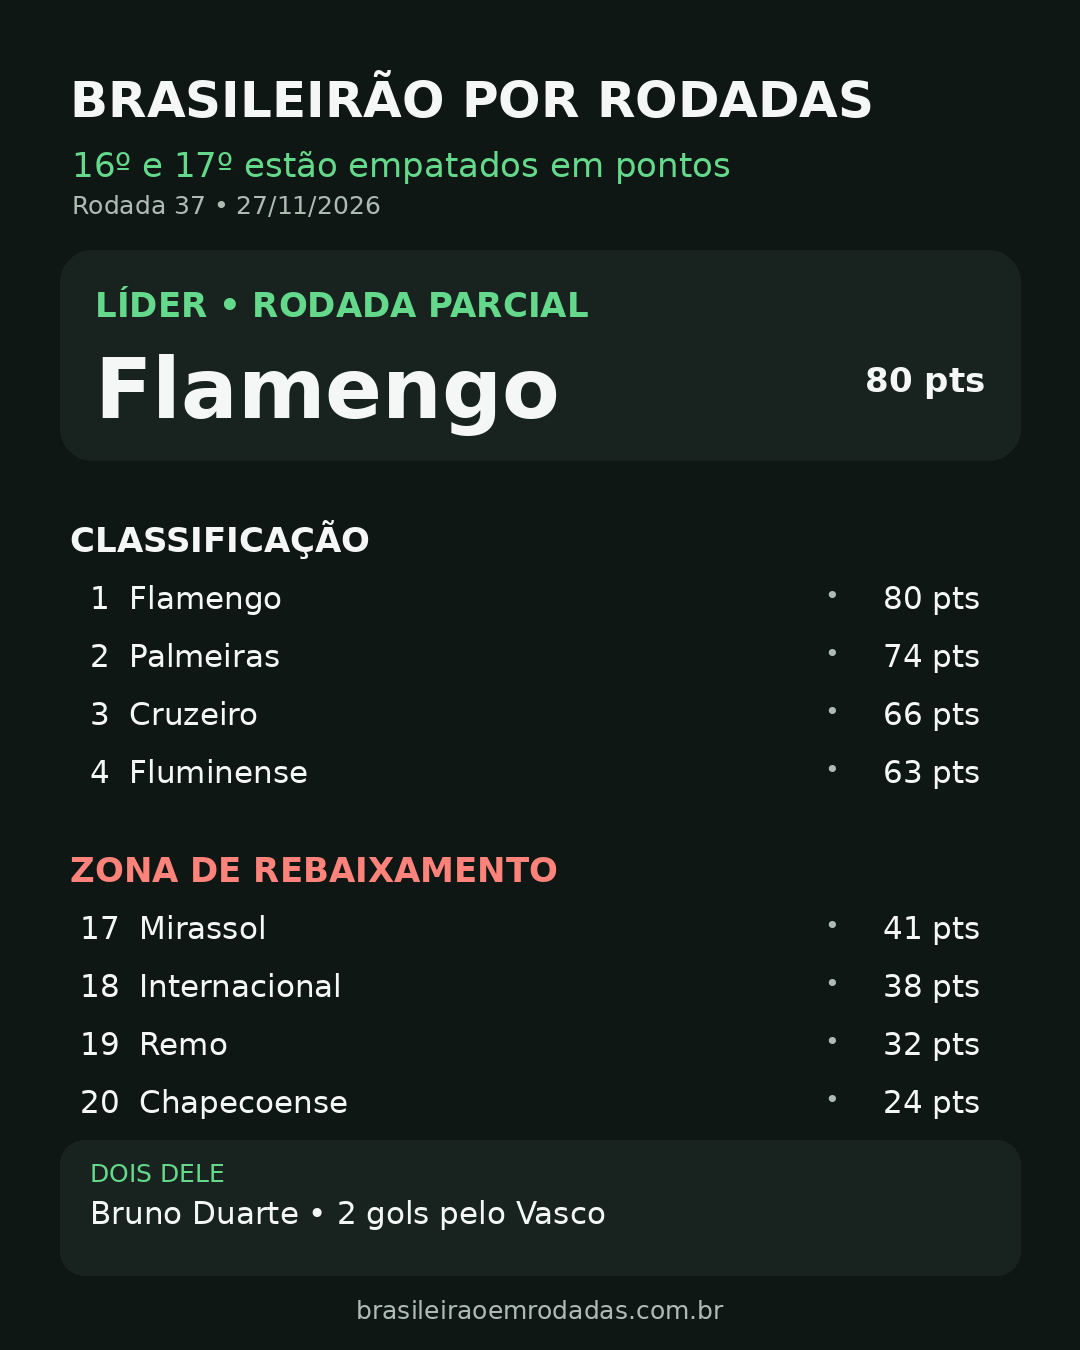 BRASILEIRÃO POR RODADAS
16º e 17º estão empatados em pontos
Rodada 37 • 27/11/2026
LÍDER • RODADA PARCIAL
Flamengo 80 pts
CLASSIFICAÇÃO
1 Flamengo • 80 pts
2 Palmeiras • 74 pts
3 Cruzeiro • 66 pts
4 Fluminense • 63 pts
ZONA DE REBAIXAMENTO
17 Mirassol • 41 pts
18 Internacional • 38 pts
19 Remo • 32 pts
20 Chapecoense • 24 pts
DOIS DELE
Bruno Duarte • 2 gols pelo Vasco
brasileiraoemrodadas.com.br